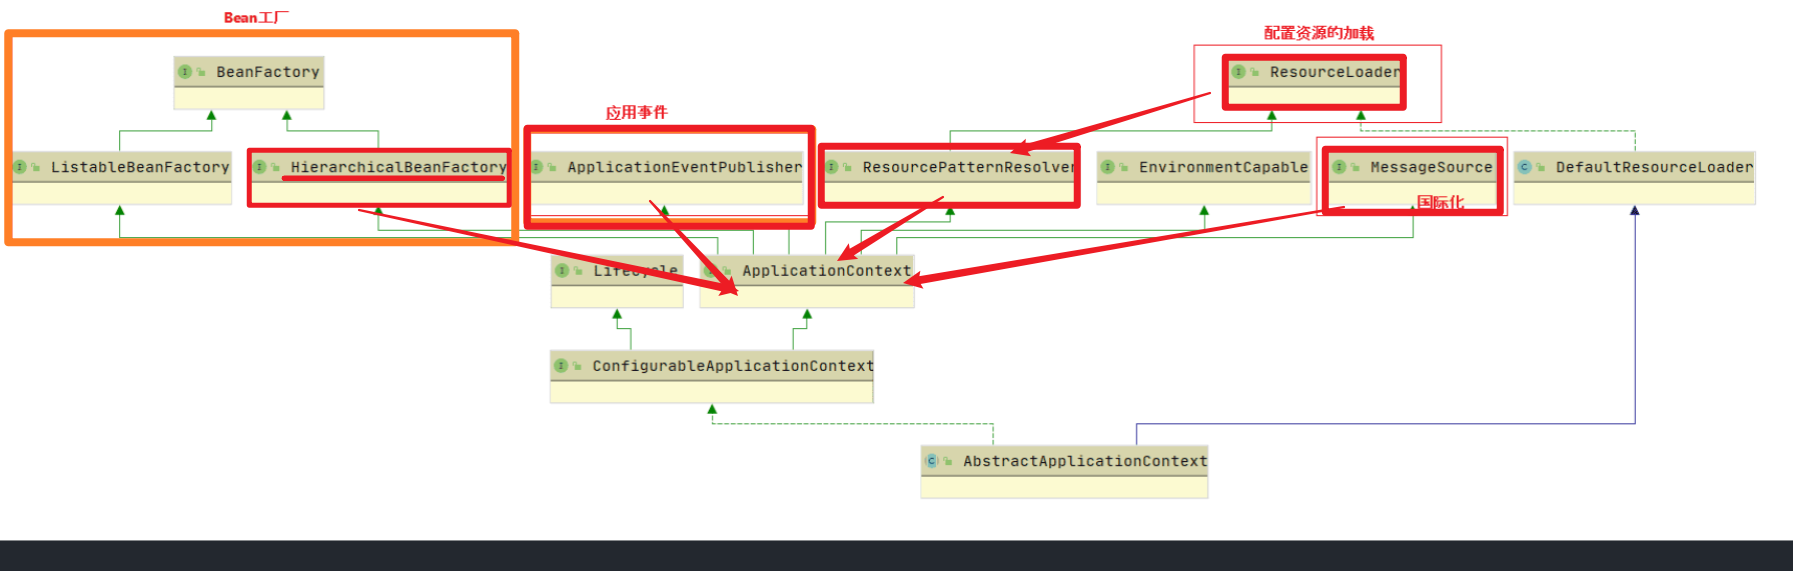 Bean工厂
配置资源的加载
BeanFactory
ResourceLoader
应用事件
ListableBeanFactory
HierarchicalBeanFactory
ApplicationEventPublisher
ResourcePatternResolver
EnvironmentCapable
MessageSource
DefaultResourceLoader
国际化
Lifecycle
ApplicationContext
ConfigurableApplicationContext
AbstractApplicationContext